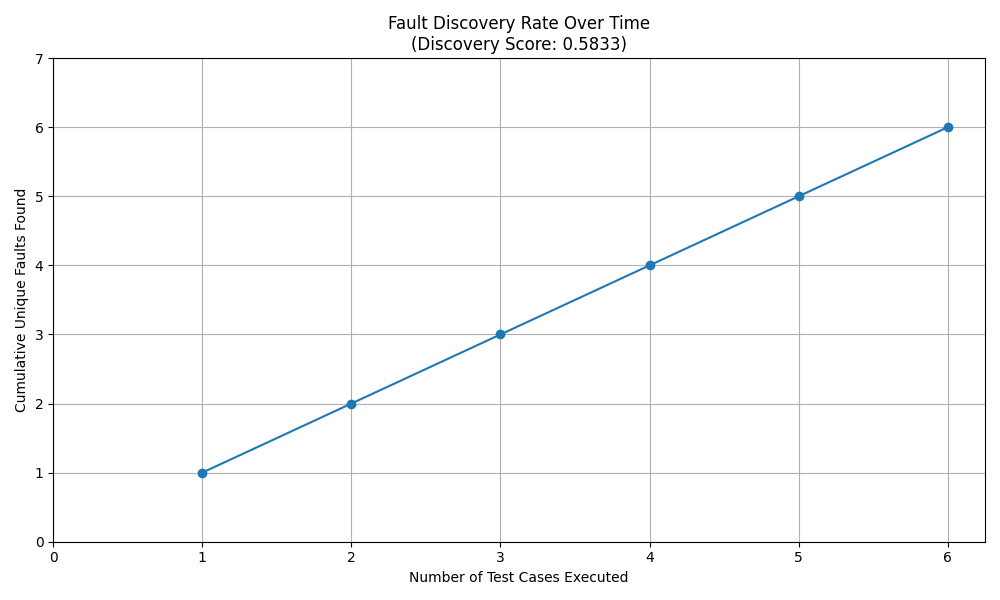 Fault Discovery Rate Over Time
(Discovery Score: 0.5833)
Cumulative Unique Faults Found
7
6
5
4
3
2
1
0
0 1 2 3 4 5 6
Number of Test Cases Executed